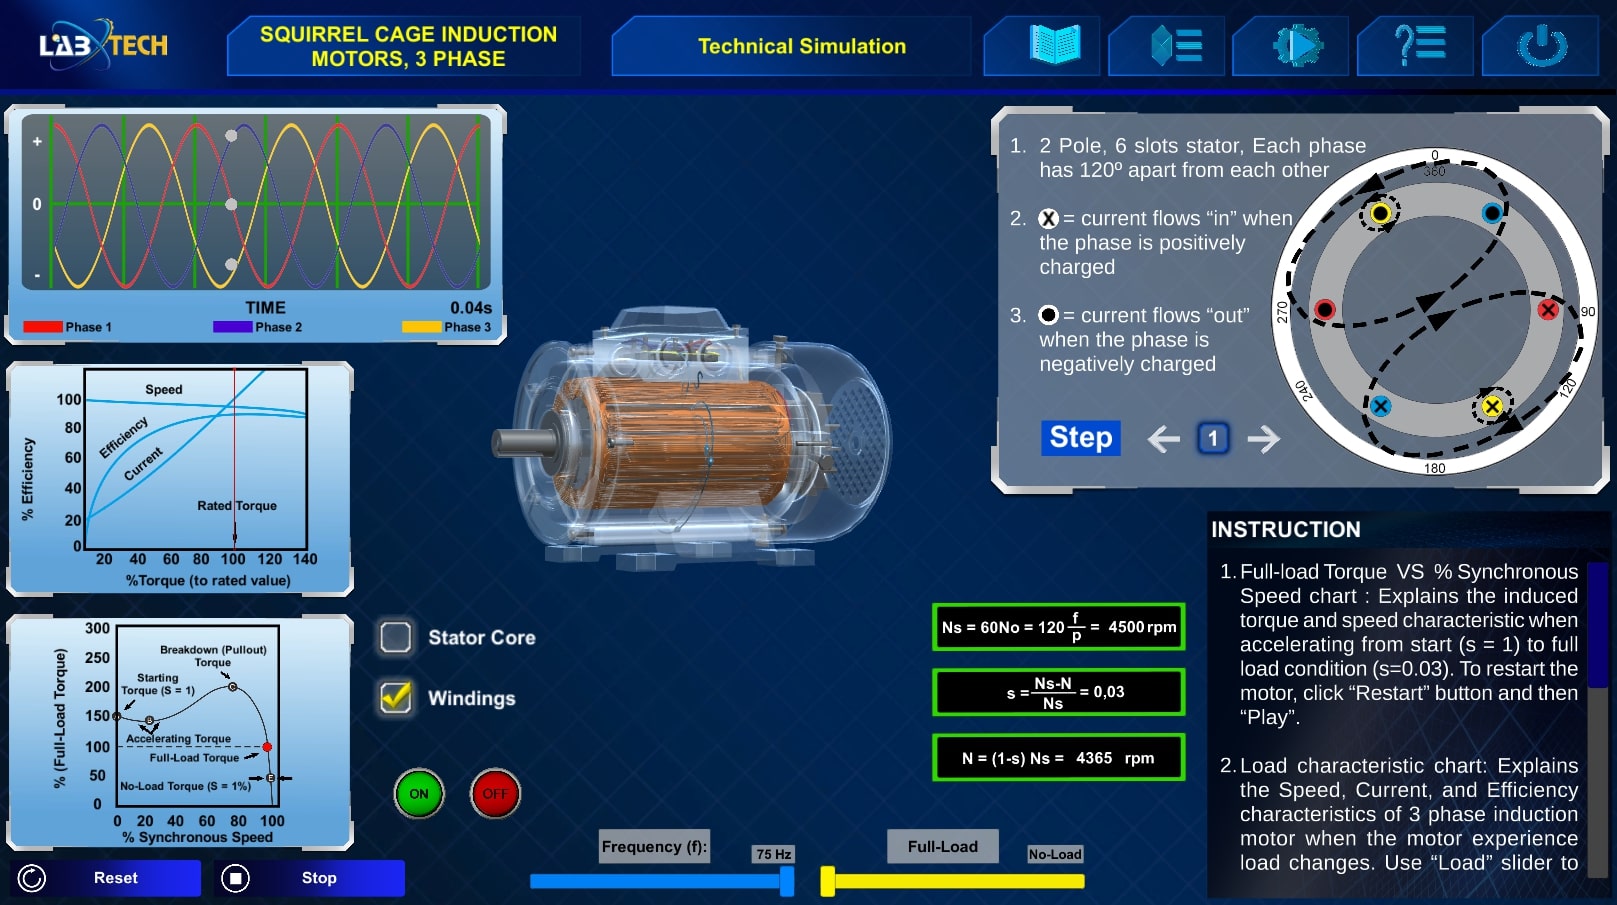 LABXTECH
SQUIRREL CAGE INDUCTION
MOTORS, 3 PHASE
Technical Simulation
+
0
-
TIME
0.04s
Phase 1
Phase 2
Phase 3
1. 2 Pole, 6 slots stator, Each phase
has 120º apart from each other
2. X = current flows “in” when
the phase is positively
charged
3. = current flows “out”
when the phase is
negatively charged
Step
1
0
360
90
120
180
240
270
Speed
Efficiency
Current
Rated Torque
% Efficiency
100
80
60
40
20
0
20 40 60 80 100 120 140
%Torque (to rated value)
% (Full-Load Torque)
300
250
200
150
100
50
0
Breakdown (Pullout)
Torque
Starting
Torque (S = 1)
B
C
Accelerating Torque
Full-Load Torque
No-Load Torque (S = 1%)
E
0 20 40 60 80 100
% Synchronous Speed
Reset
Stop
Stator Core
Windings
ON
OFF
Ns = 60No = 120 f/p = 4500 rpm
s = Ns-N/Ns = 0,03
N = (1-s) Ns = 4365 rpm
Frequency (f):
75 Hz
Full-Load
No-Load
INSTRUCTION
1. Full-load Torque VS % Synchronous
Speed chart : Explains the induced
torque and speed characteristic when
accelerating from start (s = 1) to full
load condition (s=0.03). To restart the
motor, click “Restart” button and then
“Play”.
2. Load characteristic chart: Explains
the Speed, Current, and Efficiency
characteristics of 3 phase induction
motor when the motor experience
load changes. Use “Load” slider to